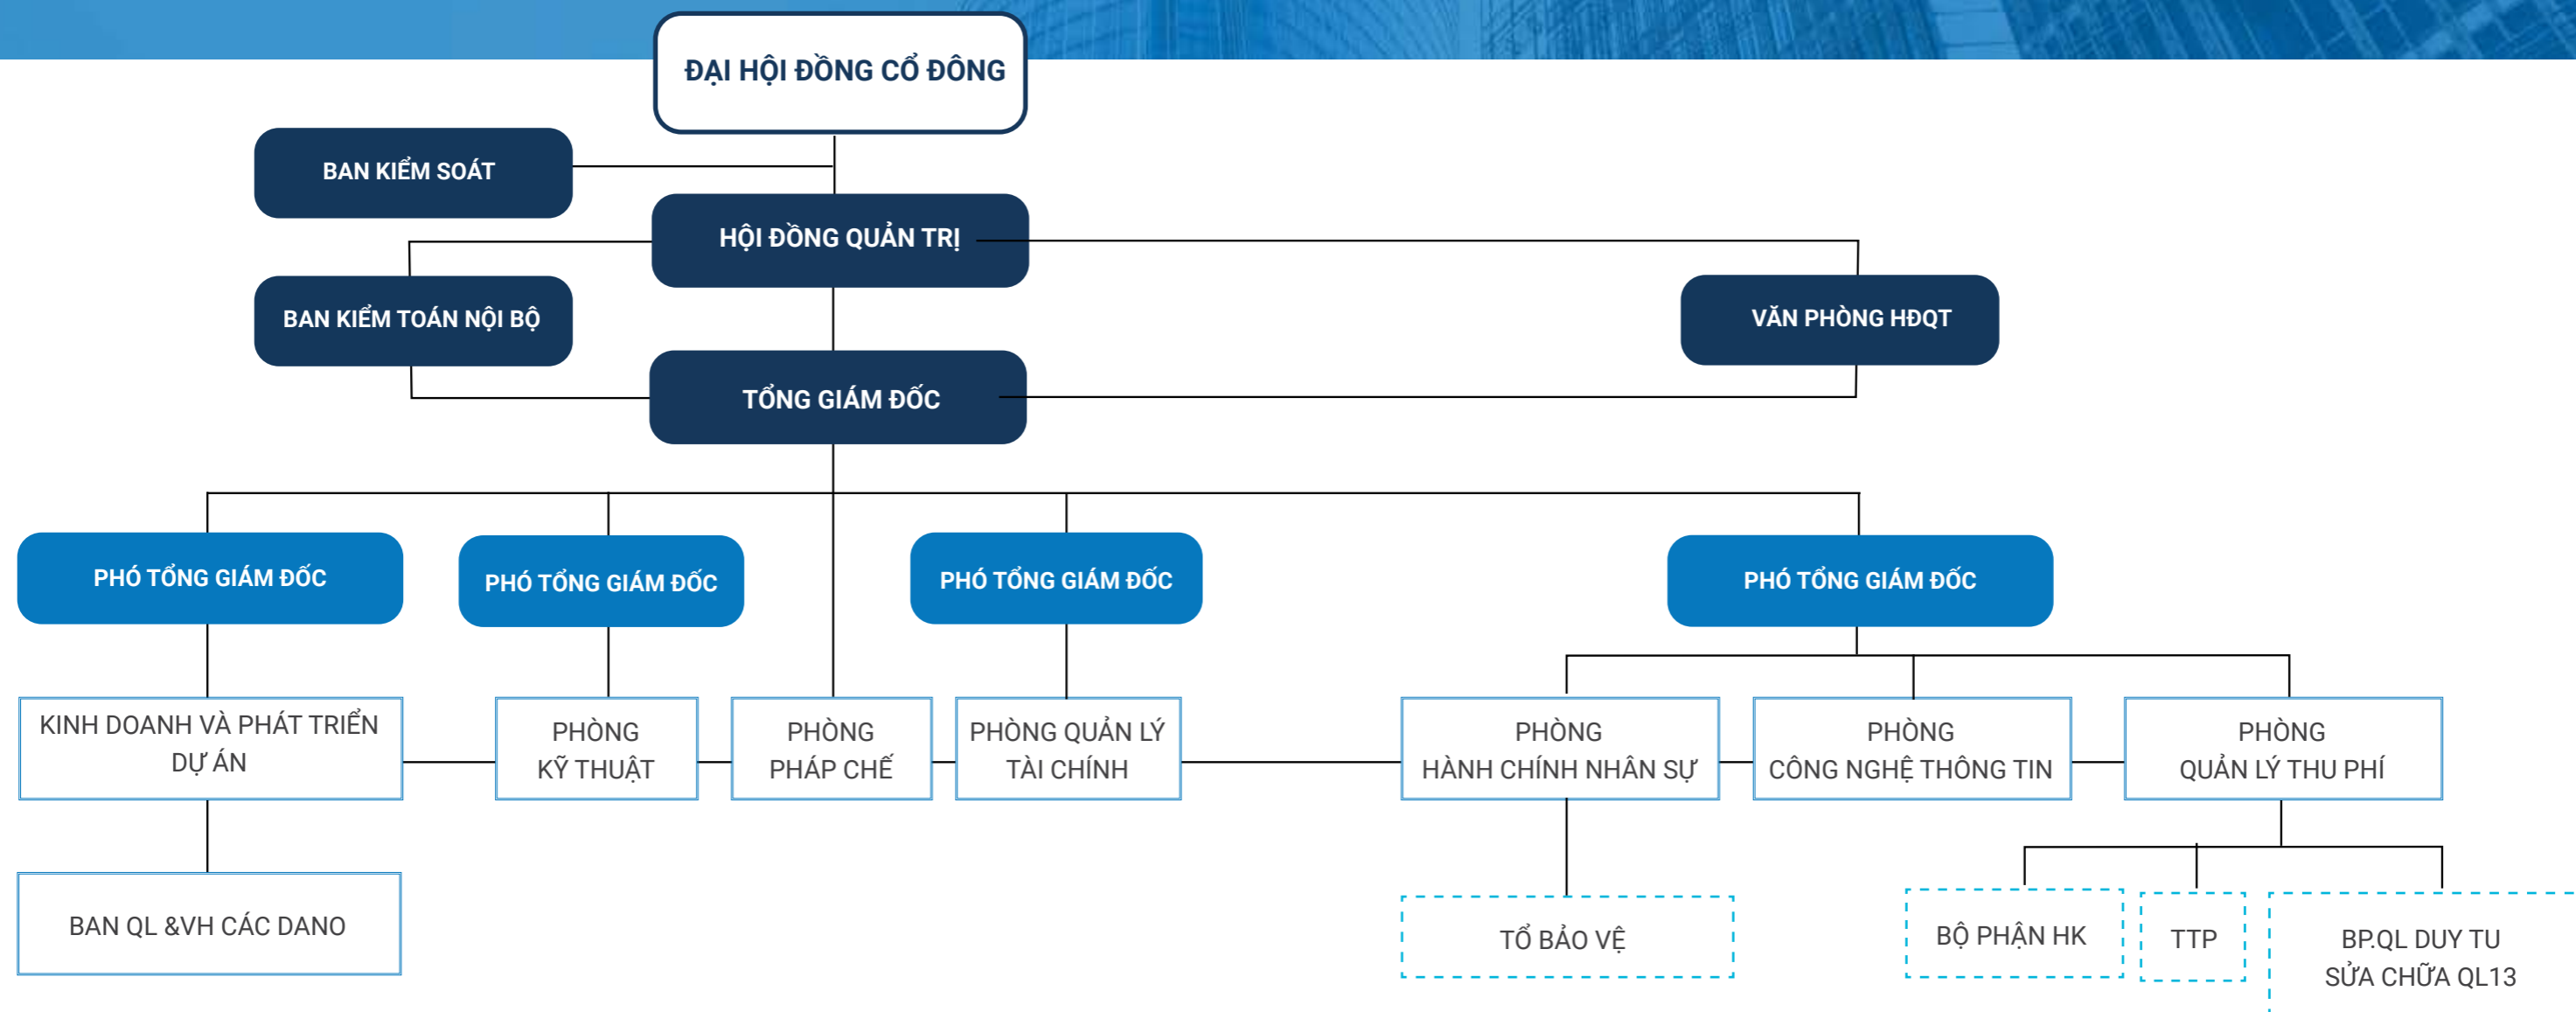 ĐẠI HỘI ĐỒNG CỔ ĐÔNG
BAN KIỂM SOÁT
HỘI ĐỒNG QUẢN TRỊ
BAN KIỂM TOÁN NỘI BỘ
VĂN PHÒNG HĐQT
TỔNG GIÁM ĐỐC
PHÓ TỔNG GIÁM ĐỐC
PHÓ TỔNG GIÁM ĐỐC
PHÓ TỔNG GIÁM ĐỐC
PHÓ TỔNG GIÁM ĐỐC
KINH DOANH VÀ PHÁT TRIỂN
DỰ ÁN
PHÒNG
KỸ THUẬT
PHÒNG
PHÁP CHẾ
PHÒNG QUẢN LÝ
TÀI CHÍNH
PHÒNG
HÀNH CHÍNH NHÂN SỰ
PHÒNG
CÔNG NGHỆ THÔNG TIN
PHÒNG
QUẢN LÝ THU PHÍ
BAN QL &VH CÁC DANO
TỔ BẢO VỆ
BỘ PHẬN HK
TTP
BP.QL DUY TU
SỬA CHỮA QL13